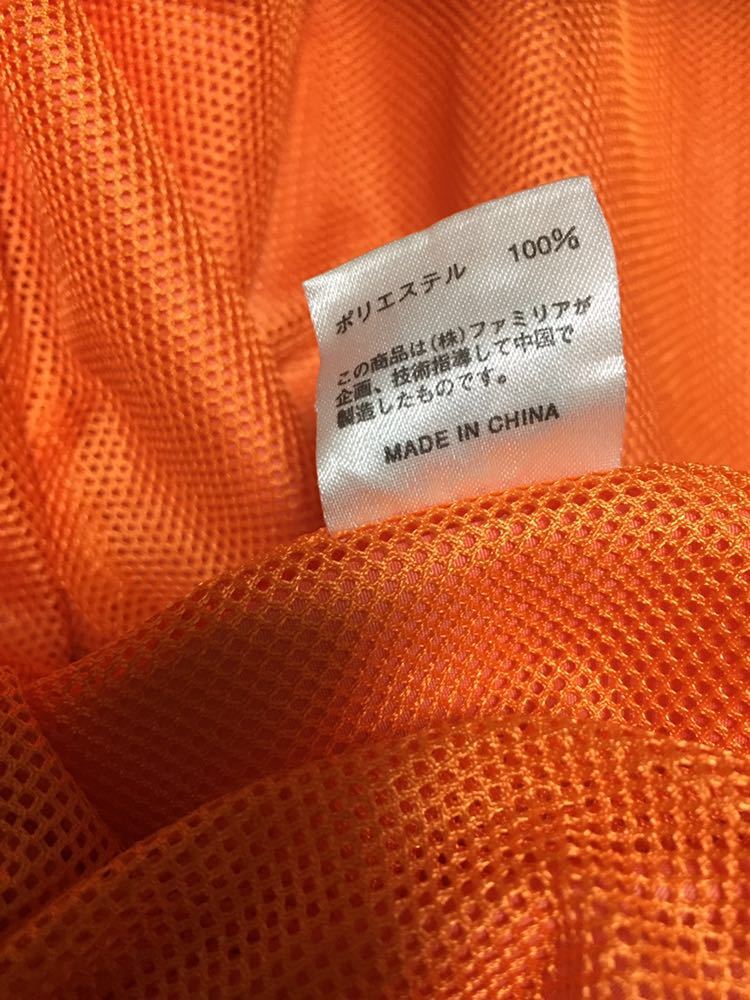 ポリエステル 100%
この商品は(株)ファミリアが
企画、技術指導して中国で
製造したものです。
MADE IN CHINA